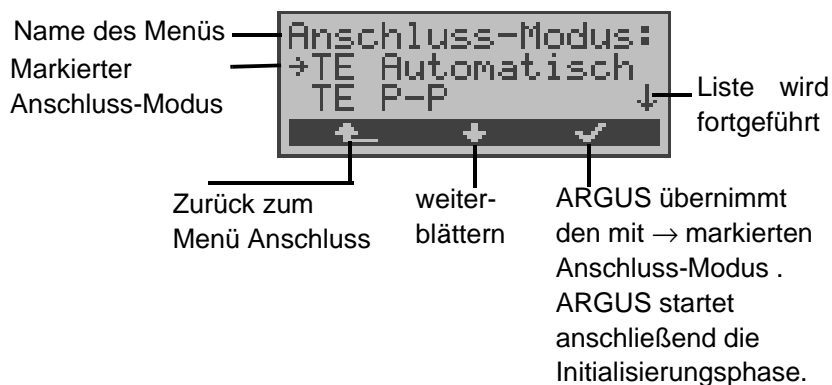 Name des Menüs
Markierter
Anschluss-Modus
Anschluss-Modus:
→TE Automatisch
TE P-P ↓
Liste wird
fortgeführt
Zurück zum
Menü Anschluss
weiter-
blättern
ARGUS übernimmt
den mit → markierten
Anschluss-Modus .
ARGUS startet
anschließend die
Initialisierungsphase.